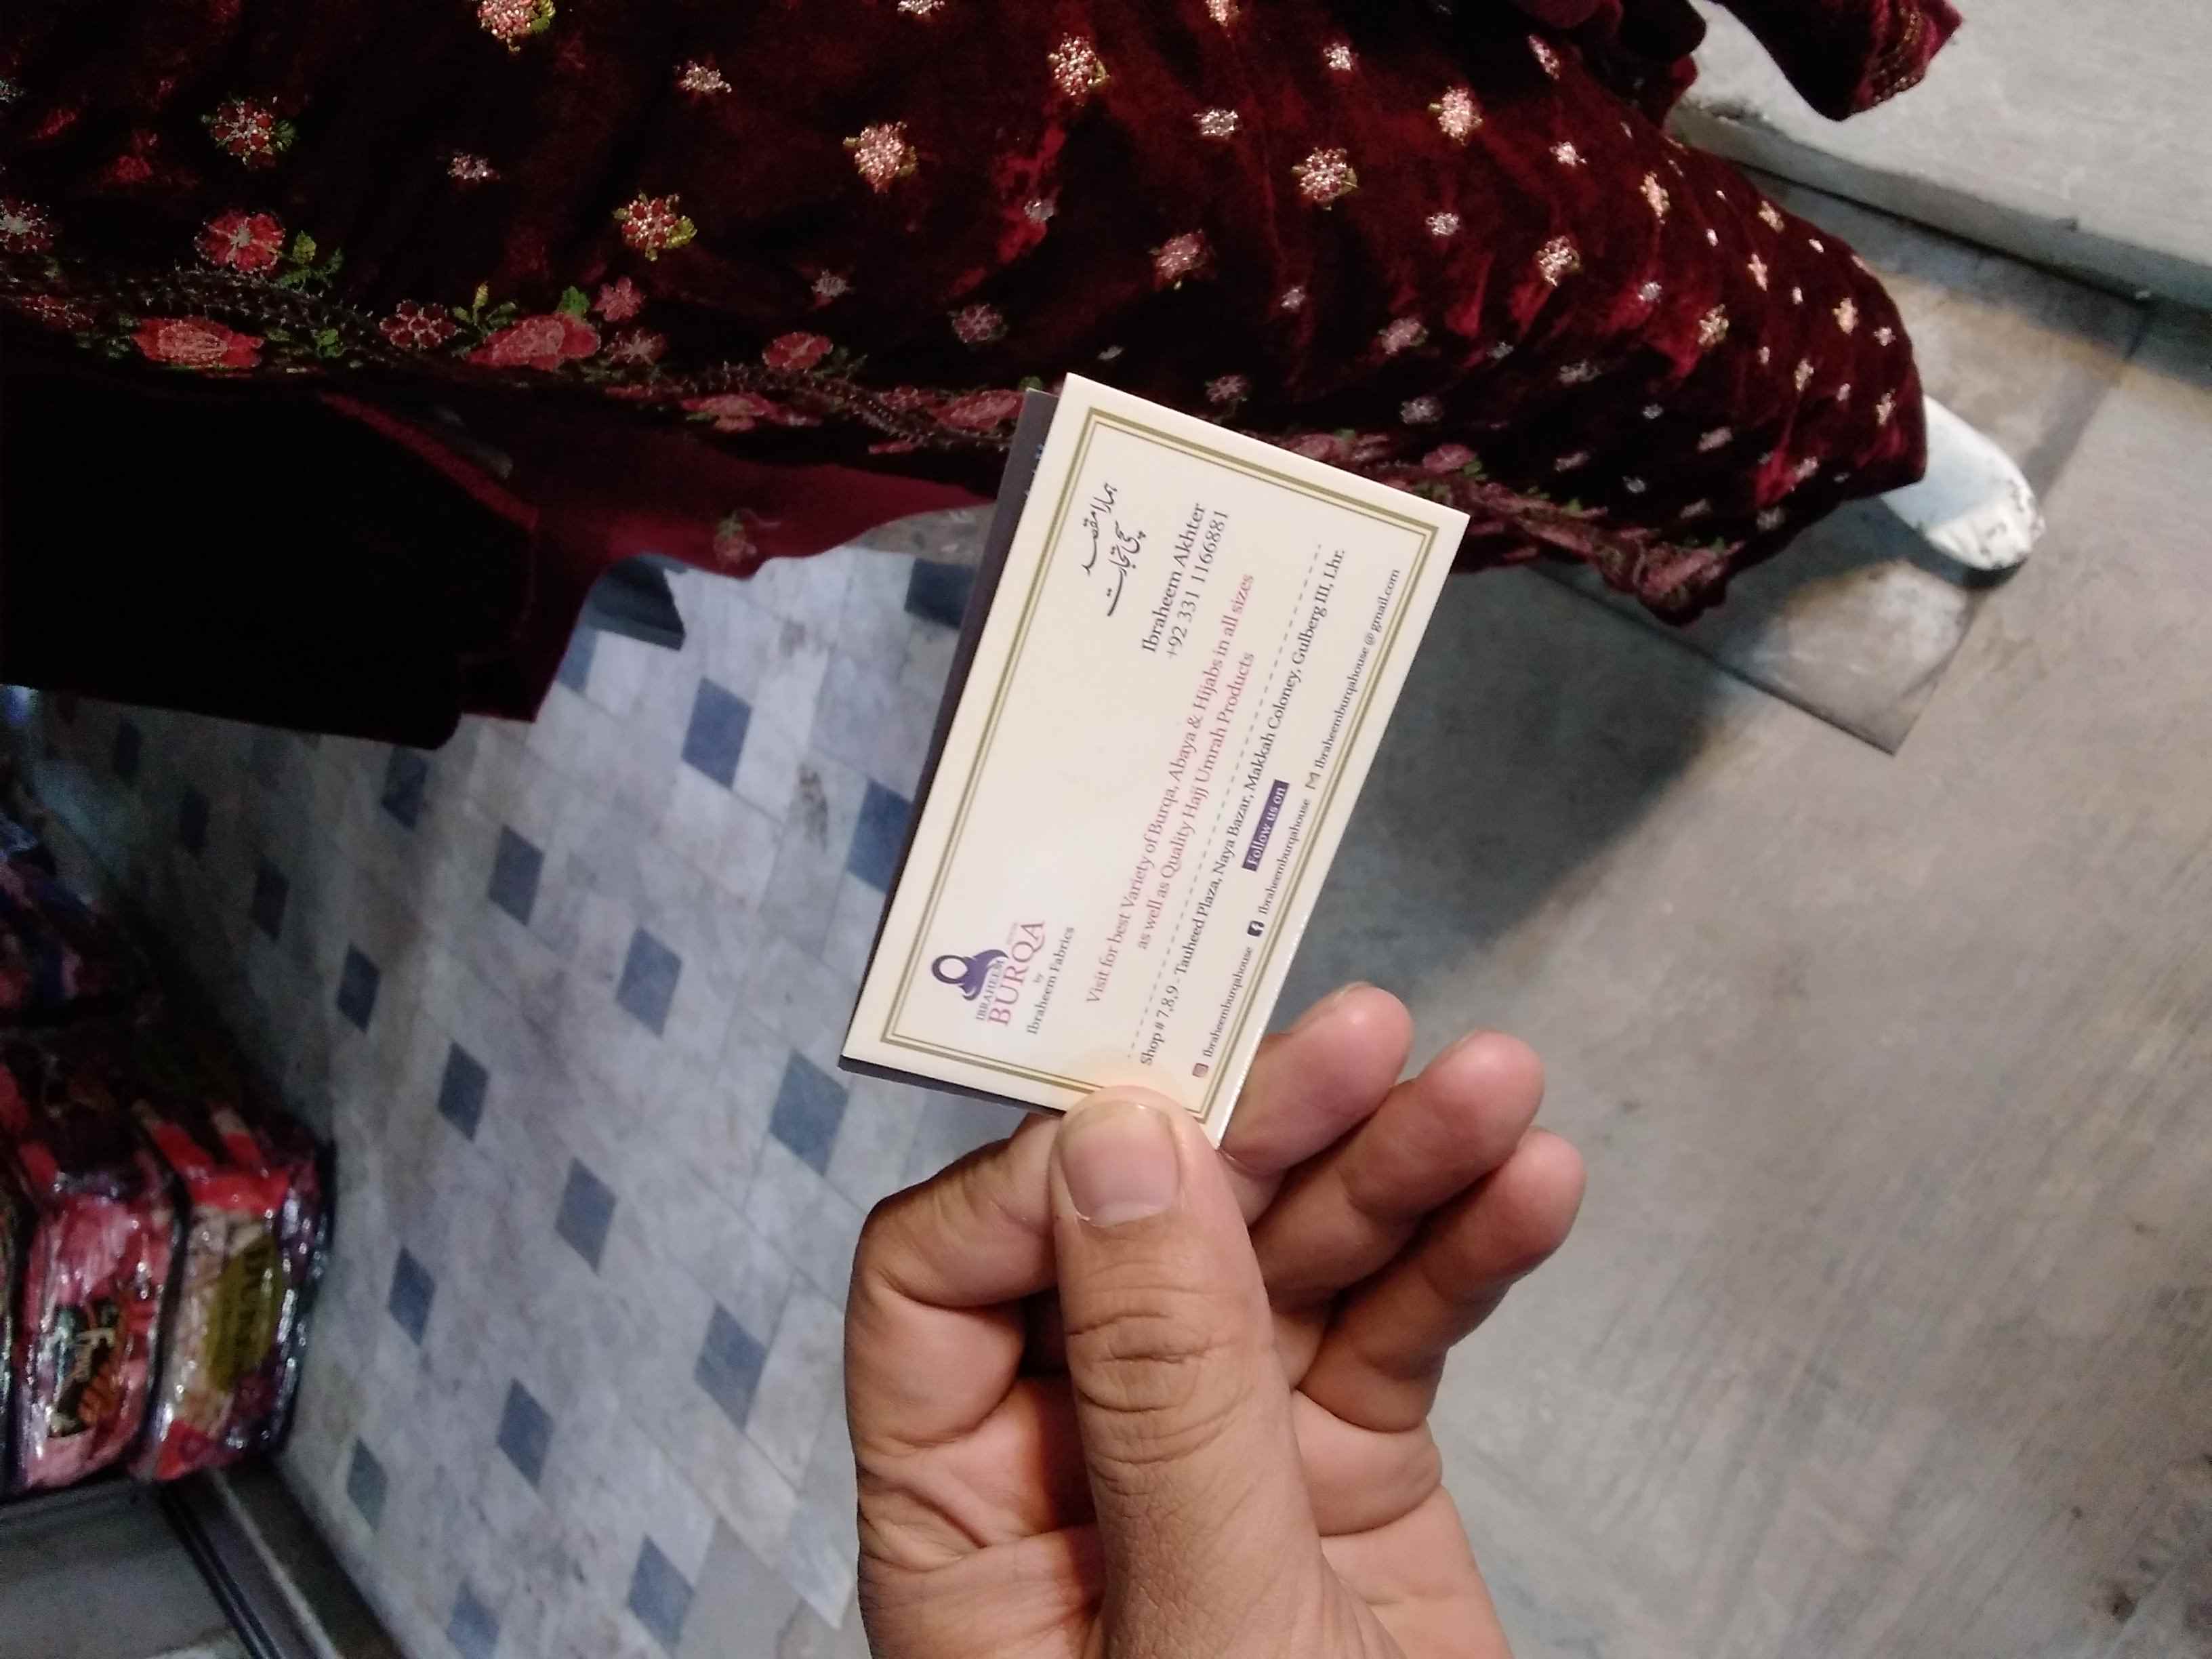 IBRAHEEM
BURQA
by
Ibraheem Fabrics
ہمارا مقصد
سچی تجارت
Ibraheem Akhter
+92 331 1166881
Visit for best Variety of Burqa, Abaya & Hijabs in all sizes
as well as Quality Hajj Umrah Products
Shop # 7,8,9 - Tauheed Plaza, Naya Bazar, Makkah Coloney, Gulberg III, Lhr.
Follow us on
Ibraheemburqahouse Ibraheemburqahouse Ibraheemburqahouse @ gmail.com